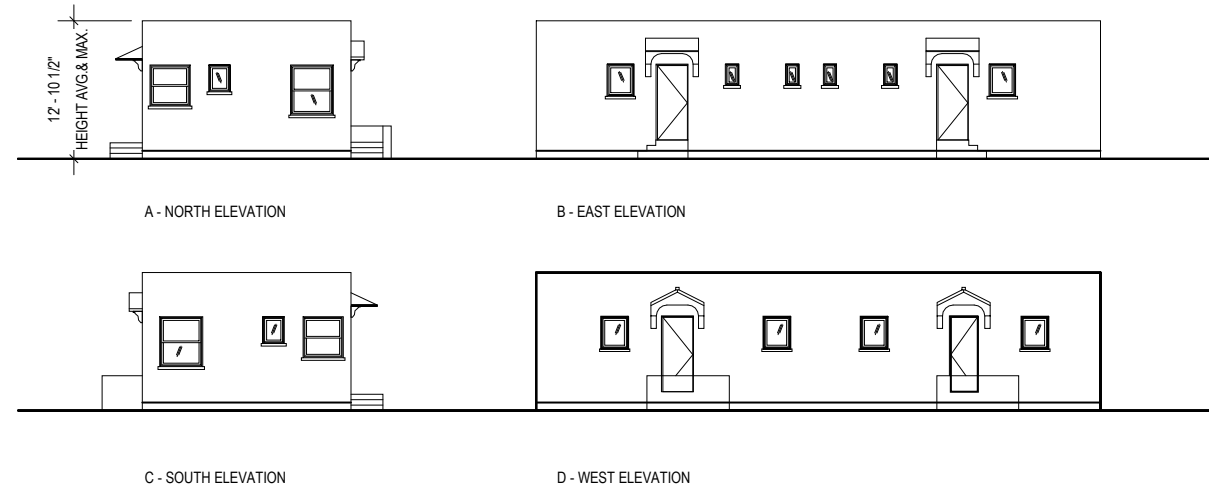 12' - 10 1/2"
HEIGHT AVG.& MAX.
A - NORTH ELEVATION
B - EAST ELEVATION
C - SOUTH ELEVATION
D - WEST ELEVATION